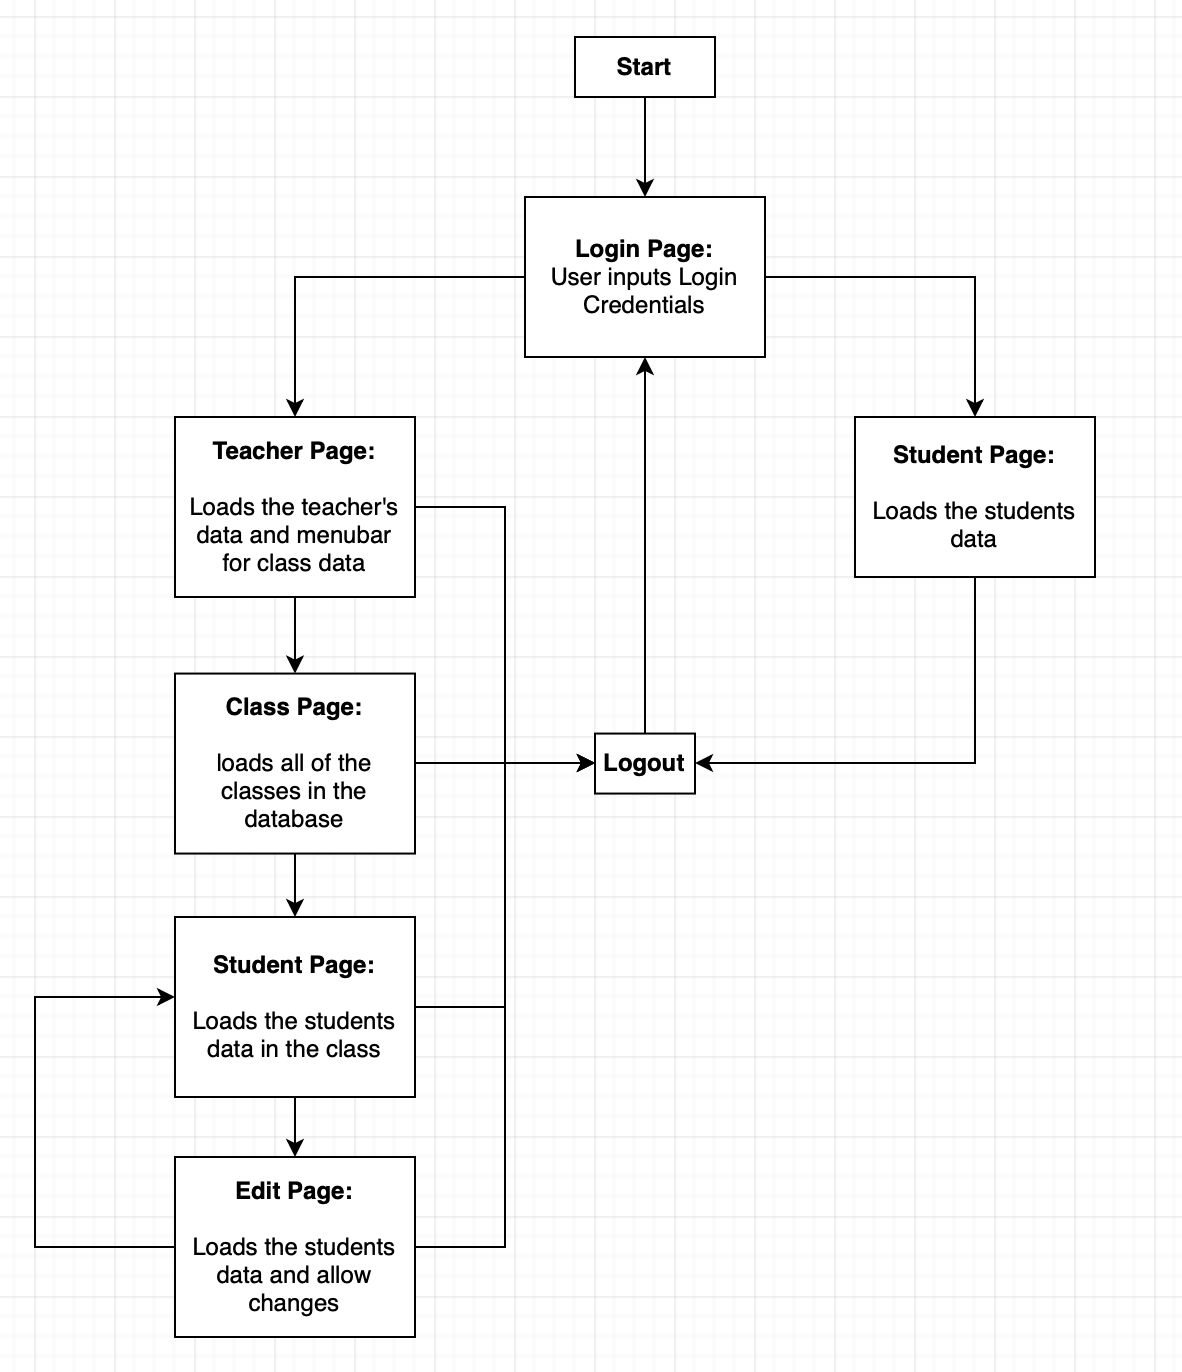 Start
Login Page:
User inputs Login
Credentials
Teacher Page:
Loads the teacher's
data and menubar
for class data
Student Page:
Loads the students
data
Class Page:
loads all of the
classes in the
database
Logout
Student Page:
Loads the students
data in the class
Edit Page:
Loads the students
data and allow
changes